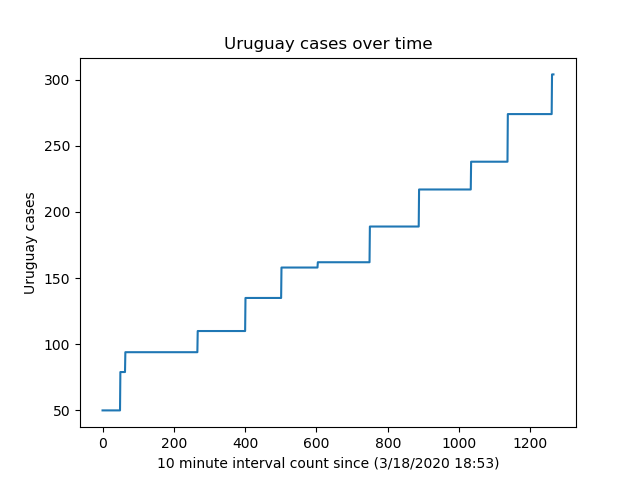 Uruguay cases over time
300
250
200
150
100
50
Uruguay cases
0 200 400 600 800 1000 1200
10 minute interval count since (3/18/2020 18:53)